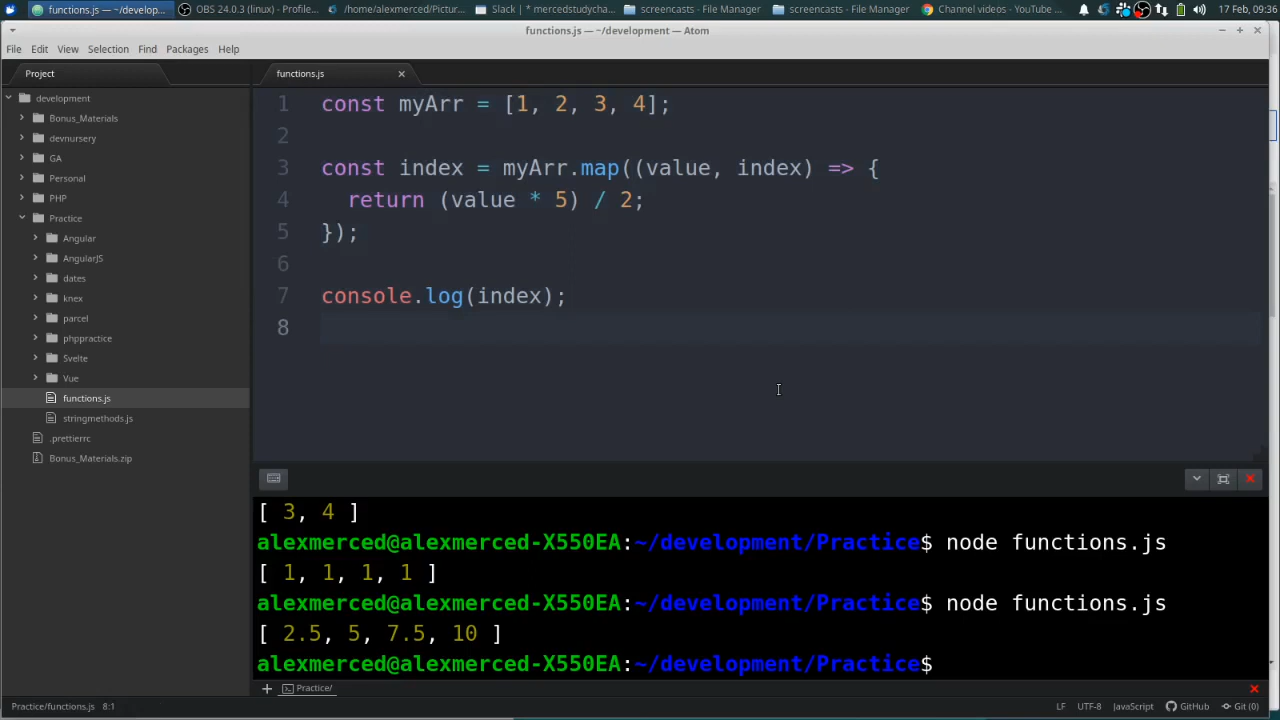 functions.js — ~/develop...
OBS 24.0.3 (linux) - Profile...
/home/alexmerced/Pictur...
Slack | * mercedstudycha...
screencasts - File Manager
screencasts - File Manager
Channel videos - YouTube ...
17 Feb, 09:36
functions.js — ~/development — Atom
File Edit View Selection Find Packages Help
Project
functions.js
development
Bonus_Materials
devnursery
GA
Personal
PHP
Practice
Angular
AngularJS
dates
knex
parcel
phppractice
Svelte
Vue
functions.js
stringmethods.js
.prettierrc
Bonus_Materials.zip
1 const myArr = [1, 2, 3, 4];
2
3 const index = myArr.map((value, index) => {
4 return (value * 5) / 2;
5 });
6
7 console.log(index);
8
[ 3, 4 ]
alexmerced@alexmerced-X550EA:~/development/Practice$ node functions.js
[ 1, 1, 1, 1 ]
alexmerced@alexmerced-X550EA:~/development/Practice$ node functions.js
[ 2.5, 5, 7.5, 10 ]
alexmerced@alexmerced-X550EA:~/development/Practice$
Practice/
Practice/functions.js 8:1
LF UTF-8 JavaScript GitHub Git (0)